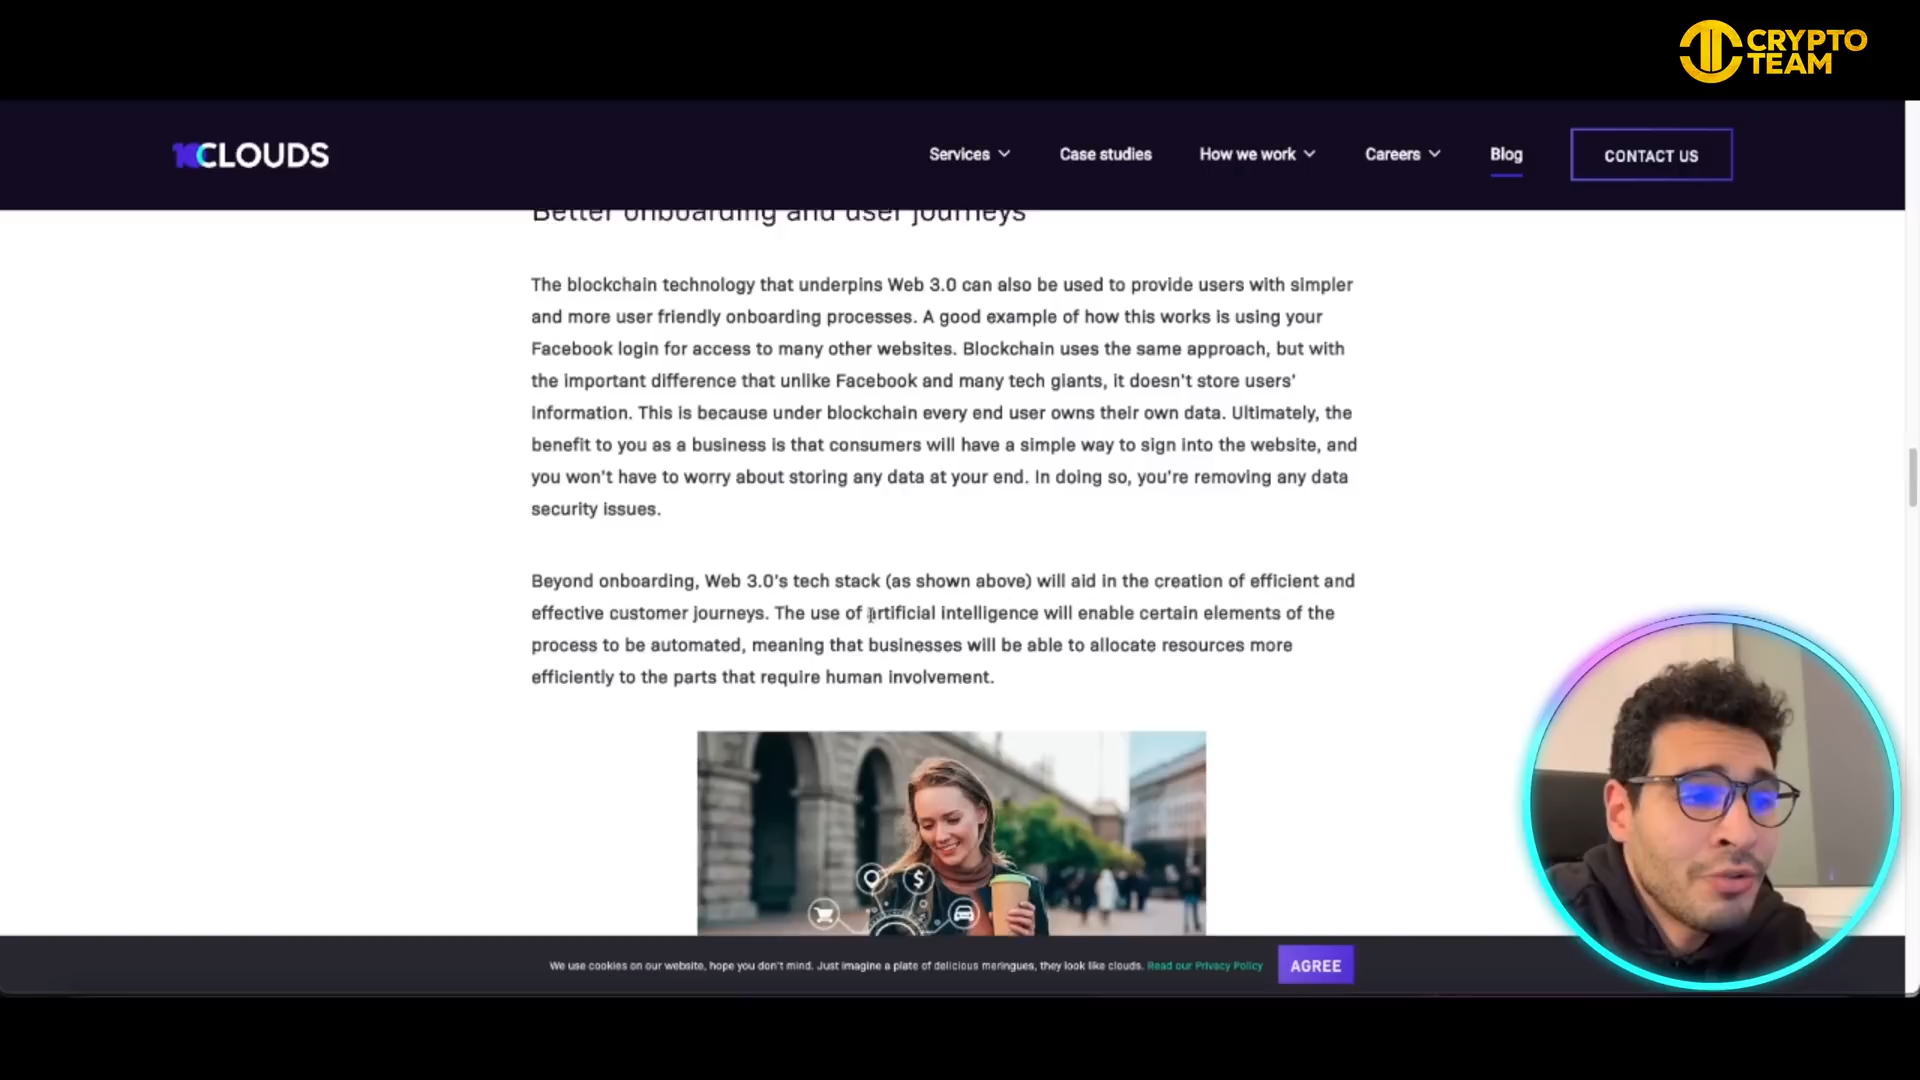 CRYPTO
TEAM
10CLOUDS
Services
Case studies
How we work
Careers
Blog
CONTACT US
Better onboarding and user journeys
The blockchain technology that underpins Web 3.0 can also be used to provide users with simpler
and more user friendly onboarding processes. A good example of how this works is using your
Facebook login for access to many other websites. Blockchain uses the same approach, but with
the important difference that unlike Facebook and many tech giants, it doesn't store users'
information. This is because under blockchain every end user owns their own data. Ultimately, the
benefit to you as a business is that consumers will have a simple way to sign into the website, and
you won't have to worry about storing any data at your end. In doing so, you're removing any data
security issues.
Beyond onboarding, Web 3.0's tech stack (as shown above) will aid in the creation of efficient and
effective customer journeys. The use of artificial intelligence will enable certain elements of the
process to be automated, meaning that businesses will be able to allocate resources more
efficiently to the parts that require human involvement.
$
We use cookies on our website, hope you don't mind. Just imagine a plate of delicious meringues, they look like clouds. Read our Privacy Policy
AGREE